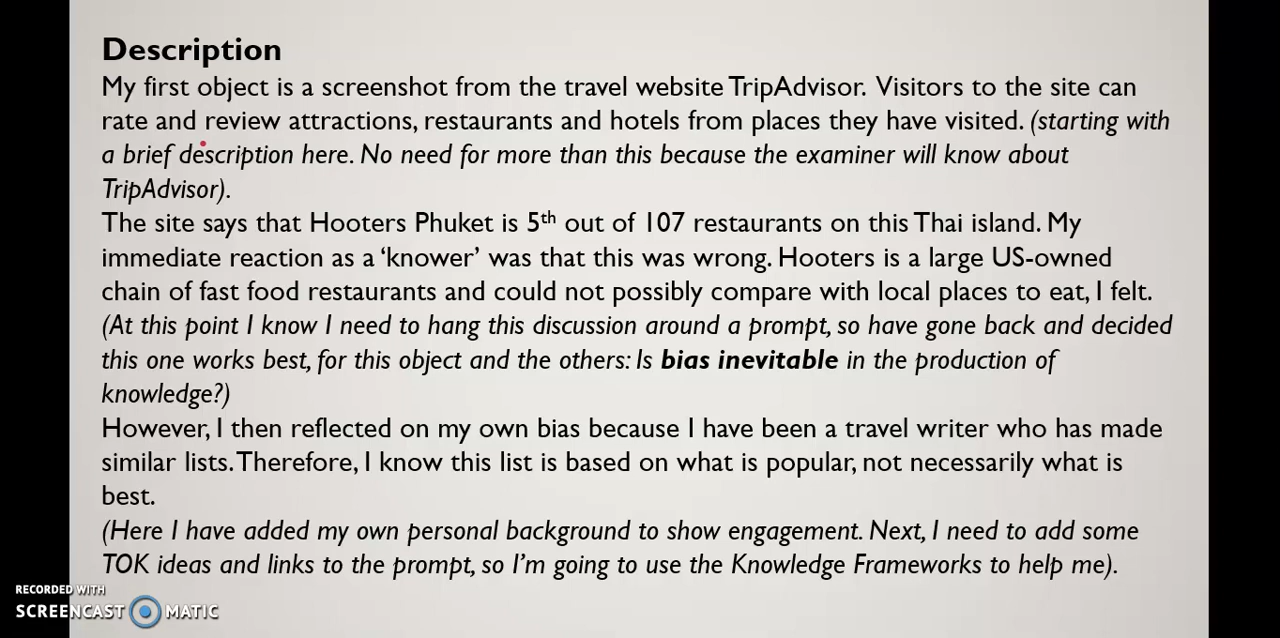 Description
My first object is a screenshot from the travel website TripAdvisor. Visitors to the site can
rate and review attractions, restaurants and hotels from places they have visited. (starting with
a brief description here. No need for more than this because the examiner will know about
TripAdvisor).
The site says that Hooters Phuket is 5th out of 107 restaurants on this Thai island. My
immediate reaction as a ‘knower’ was that this was wrong. Hooters is a large US-owned
chain of fast food restaurants and could not possibly compare with local places to eat, I felt.
(At this point I know I need to hang this discussion around a prompt, so have gone back and decided
this one works best, for this object and the others: Is bias inevitable in the production of
knowledge?)
However, I then reflected on my own bias because I have been a travel writer who has made
similar lists. Therefore, I know this list is based on what is popular, not necessarily what is
best.
(Here I have added my own personal background to show engagement. Next, I need to add some
TOK ideas and links to the prompt, so I’m going to use the Knowledge Frameworks to help me).
RECORDED WITH
SCREENCAST MATIC